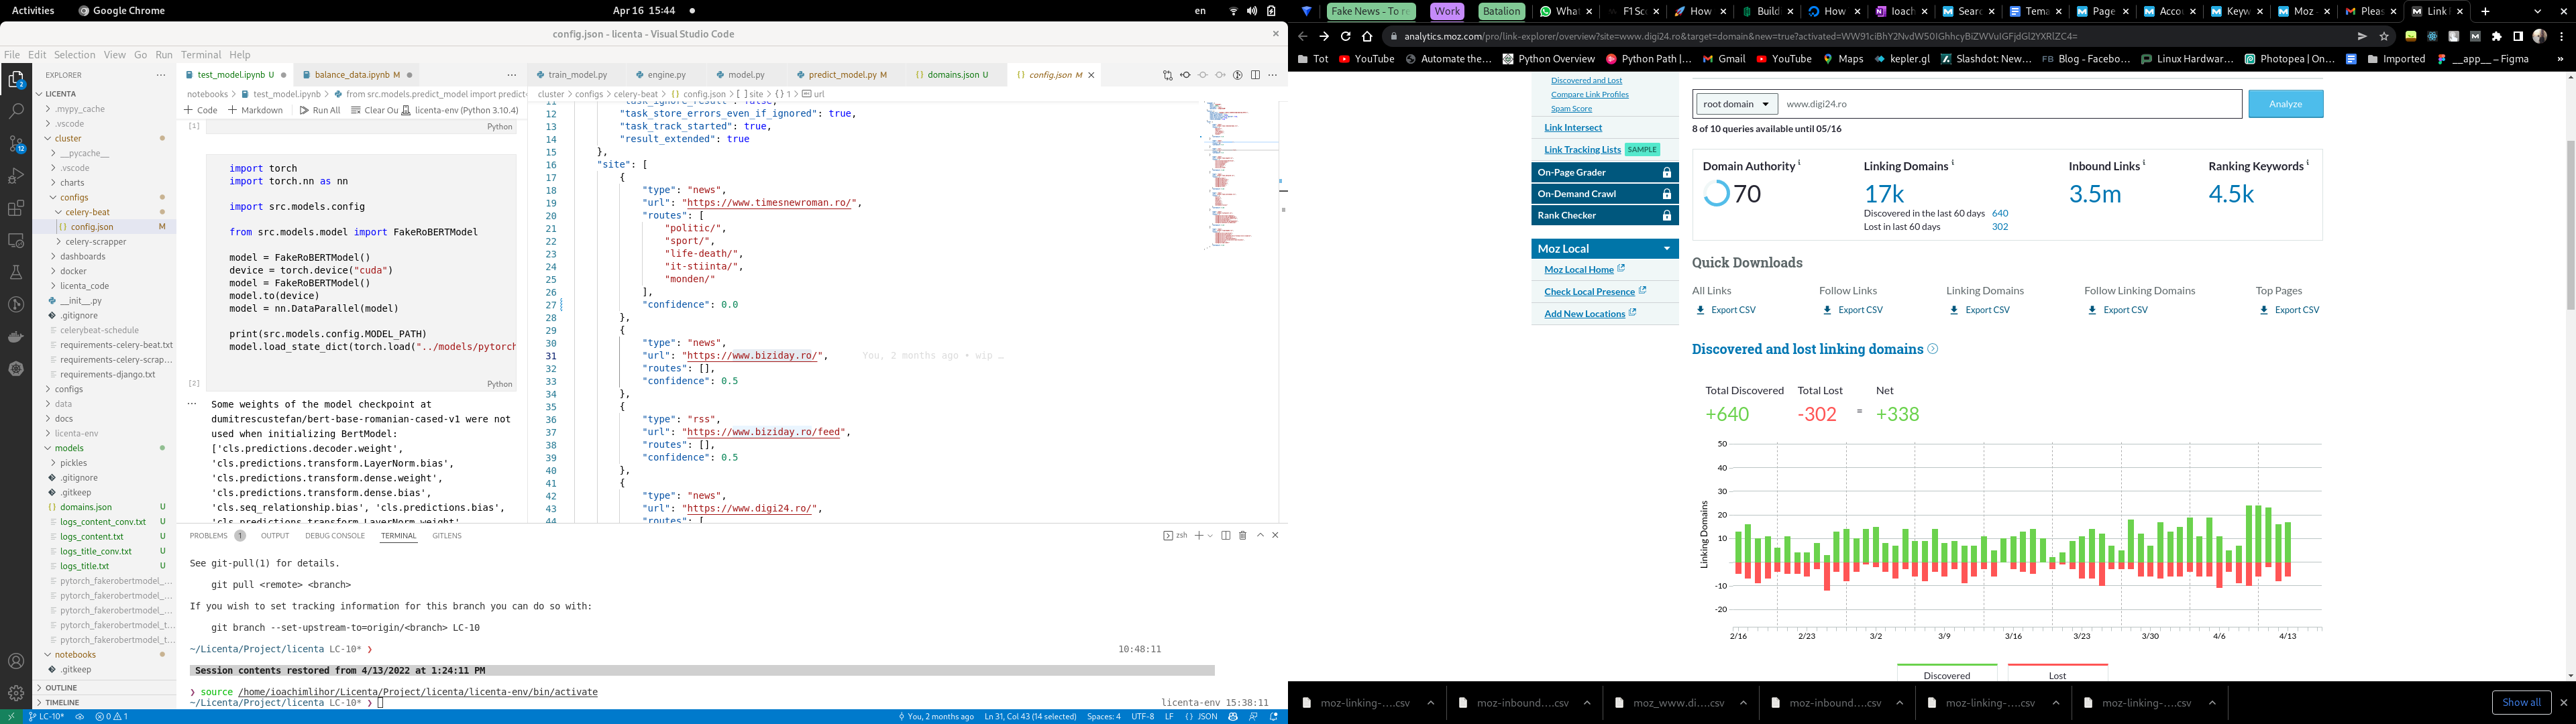 Activities
Google Chrome
Apr 16 15:44
en
config.json - licenta - Visual Studio Code
File Edit Selection View Go Run Terminal Help
EXPLORER
LICENTA
.mypy_cache
.vscode
cluster
__pycache__
.vscode
charts
configs
celery-beat
config.json M
celery-scrapper
dashboards
docker
licenta_code
__init__.py
.gitignore
celerybeat-schedule
requirements-celery-beat.txt
requirements-celery-scrap...
requirements-django.txt
configs
data
docs
licenta-env
models
pickles
.gitignore
.gitkeep
domains.json U
logs_content_conv.txt U
logs_content.txt U
logs_title_conv.txt U
logs_title.txt U
pytorch_fakerobertmodel_...
pytorch_fakerobertmodel_...
pytorch_fakerobertmodel_...
pytorch_fakerobertmodel_t...
pytorch_fakerobertmodel_t...
notebooks
.gitkeep
OUTLINE
TIMELINE
test_model.ipynb U
balance_data.ipynb M
notebooks > test_model.ipynb > from src.models.predict_model import predict
+ Code + Markdown Run All Clear Ou licenta-env (Python 3.10.4)
[1] Python
import torch
import torch.nn as nn
import src.models.config
from src.models.model import FakeRoBERTModel
model = FakeRoBERTModel()
device = torch.device("cuda")
model = FakeRoBERTModel()
model.to(device)
model = nn.DataParallel(model)
print(src.models.config.MODEL_PATH)
model.load_state_dict(torch.load("../models/pytorch
[2] Python
Some weights of the model checkpoint at
dumitrescustefan/bert-base-romanian-cased-v1 were not
used when initializing BertModel:
['cls.predictions.decoder.weight',
'cls.predictions.transform.LayerNorm.bias',
'cls.predictions.transform.dense.weight',
'cls.predictions.transform.dense.bias',
'cls.seq_relationship.bias', 'cls.predictions.bias',
'cls.predictions.transform.LayerNorm.weight'
train_model.py
engine.py
model.py
predict_model.py M
domains.json U
config.json M
cluster > configs > celery-beat > config.json > [ ] site > { } 1 > url
11 "task_ignore_result": false,
12 "task_store_errors_even_if_ignored": true,
13 "task_track_started": true,
14 "result_extended": true
15 },
16 "site": [
17 {
18 "type": "news",
19 "url": "https://www.timesnewroman.ro/",
20 "routes": [
21 "politic/",
22 "sport/",
23 "life-death/",
24 "it-stiinta/",
25 "monden/"
26 ],
27 "confidence": 0.0
28 },
29 {
30 "type": "news",
31 "url": "https://www.biziday.ro/", You, 2 months ago • wip …
32 "routes": [],
33 "confidence": 0.5
34 },
35 {
36 "type": "rss",
37 "url": "https://www.biziday.ro/feed",
38 "routes": [],
39 "confidence": 0.5
40 },
41 {
42 "type": "news",
43 "url": "https://www.digi24.ro/",
44 "routes": [
PROBLEMS 1 OUTPUT DEBUG CONSOLE TERMINAL GITLENS
zsh
See git-pull(1) for details.
git pull <remote> <branch>
If you wish to set tracking information for this branch you can do so with:
git branch --set-upstream-to=origin/<branch> LC-10
~/Licenta/Project/licenta LC-10* ❯ 10:48:11
Session contents restored from 4/13/2022 at 1:24:11 PM
❯ source /home/ioachimlihor/Licenta/Project/licenta/licenta-env/bin/activate
~/Licenta/Project/licenta LC-10* ❯ licenta-env 15:38:11
LC-10* 0 1 You, 2 months ago Ln 31, Col 43 (14 selected) Spaces: 4 UTF-8 LF { } JSON
Fake News - To re
Work
Batalion
What
F1 Sc
How
Build
How
Ioach
Searc
Tema
Page
Acco
Keyw
Moz -
Pleas
Link
analytics.moz.com/pro/link-explorer/overview?site=www.digi24.ro&target=domain&new=true?activated=WW91ciBhY2NvdW50IGhhcyBiZWVuIGFjdGl2YXRlZC4=
Tot YouTube Automate the... Python Overview Python Path |... Gmail YouTube Maps kepler.gl Slashdot: New... Blog - Facebo... Linux Hardwar... Photopea | On... Imported __app__ – Figma »
Discovered and Lost
Compare Link Profiles
Spam Score
Link Intersect
Link Tracking Lists SAMPLE
On-Page Grader
On-Demand Crawl
Rank Checker
Moz Local
Moz Local Home
Check Local Presence
Add New Locations
root domain www.digi24.ro Analyze
8 of 10 queries available until 05/16
Domain Authority i
70
Linking Domains i
17k
Discovered in the last 60 days 640
Lost in last 60 days 302
Inbound Links i
3.5m
Ranking Keywords i
4.5k
Quick Downloads
All Links Follow Links Linking Domains Follow Linking Domains Top Pages
Export CSV Export CSV Export CSV Export CSV Export CSV
Discovered and lost linking domains
Total Discovered Total Lost Net
+640 -302 = +338
Linking Domains
50
40
30
20
10
-10
-20
2/16 2/23 3/2 3/9 3/16 3/23 3/30 4/6 4/13
Discovered Lost
moz-linking-....csv
moz-inbound....csv
moz_www.di....csv
moz-inbound....csv
moz-linking-....csv
moz-linking-....csv
Show all